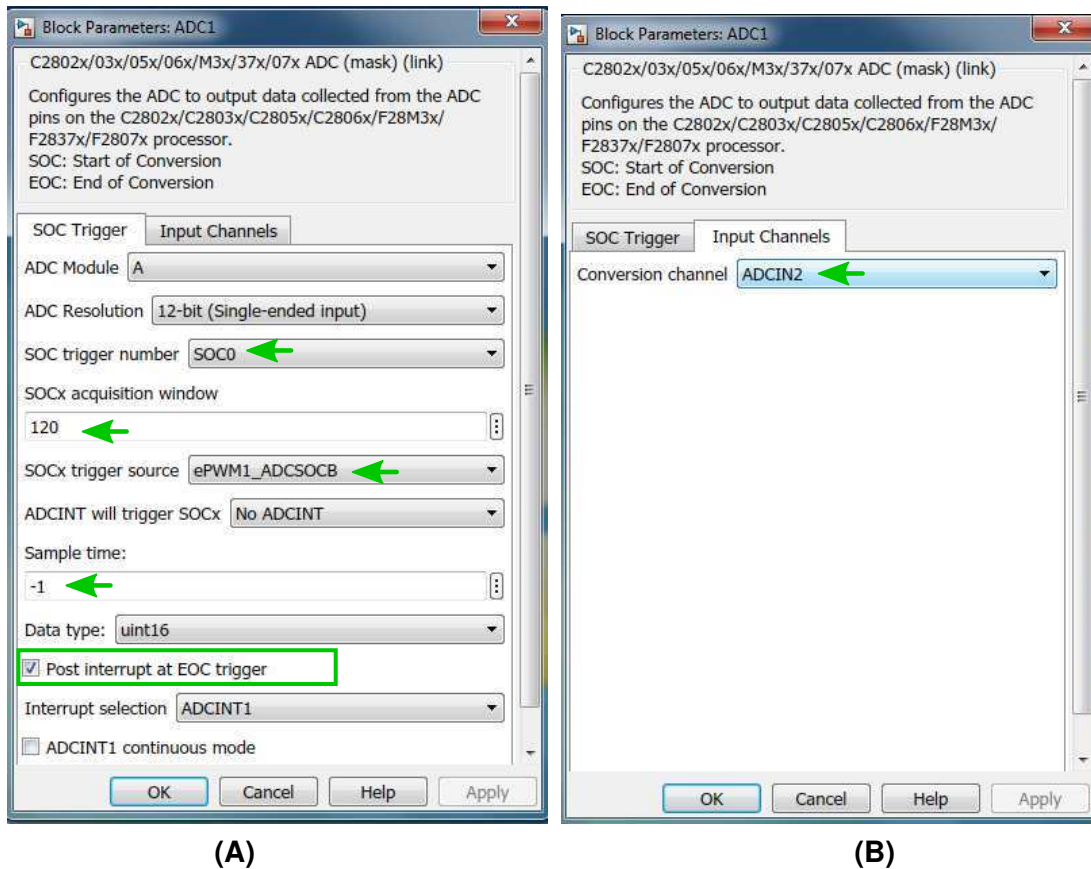 Block Parameters: ADC1
C2802x/03x/05x/06x/M3x/37x/07x ADC (mask) (link)
Configures the ADC to output data collected from the ADC
pins on the C2802x/C2803x/C2805x/C2806x/F28M3x/
F2837x/F2807x processor.
SOC: Start of Conversion
EOC: End of Conversion
SOC Trigger Input Channels
ADC Module A
ADC Resolution 12-bit (Single-ended input)
SOC trigger number SOC0
SOCx acquisition window
120
SOCx trigger source ePWM1_ADCSOCB
ADCINT will trigger SOCx No ADCINT
Sample time:
-1
Data type: uint16
Post interrupt at EOC trigger
Interrupt selection ADCINT1
ADCINT1 continuous mode
OK Cancel Help Apply
(A)
Block Parameters: ADC1
C2802x/03x/05x/06x/M3x/37x/07x ADC (mask) (link)
Configures the ADC to output data collected from the ADC
pins on the C2802x/C2803x/C2805x/C2806x/F28M3x/
F2837x/F2807x processor.
SOC: Start of Conversion
EOC: End of Conversion
SOC Trigger Input Channels
Conversion channel ADCIN2
OK Cancel Help Apply
(B)